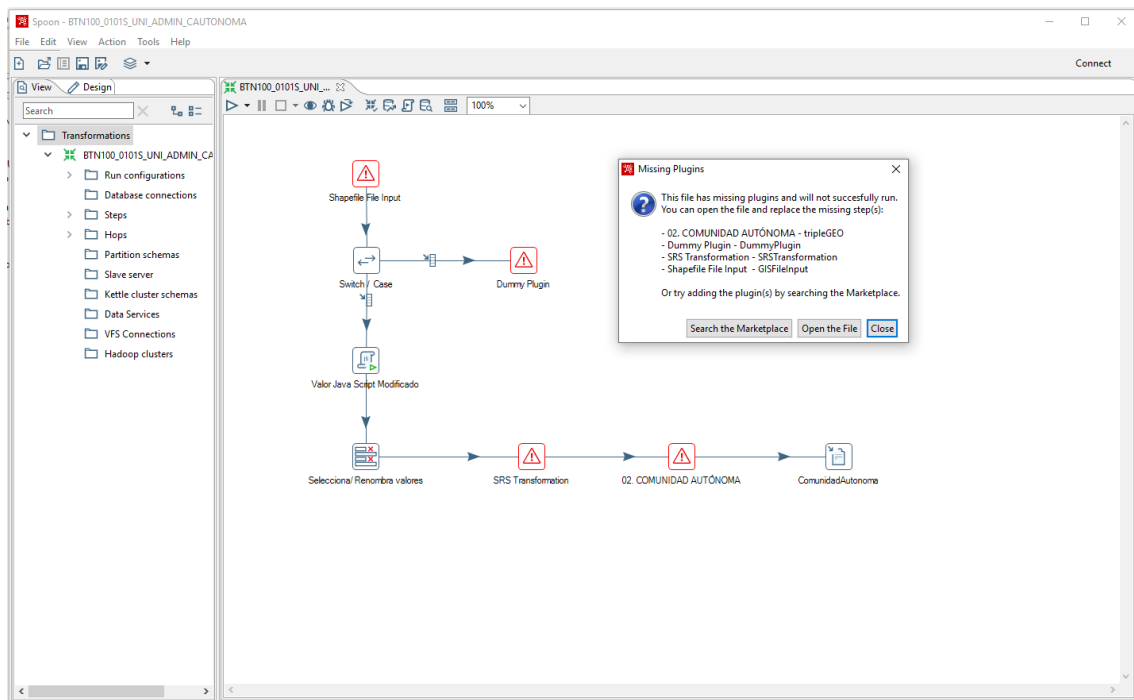 Spoon - BTN100_0101S_UNI_ADMIN_CAUTONOMA
File Edit View Action Tools Help
Connect
View Design
BTN100_0101S_UNI_...
Search
100%
Transformations
BTN100_0101S_UNI_ADMIN_CA
Run configurations
Database connections
Steps
Hops
Partition schemas
Slave server
Kettle cluster schemas
Data Services
VFS Connections
Hadoop clusters
Shapefile File Input
Switch / Case
Dummy Plugin
Valor Java Script Modificado
Selecciona/ Renombra valores
SRS Transformation
02. COMUNIDAD AUTÓNOMA
ComunidadAutonoma
Missing Plugins
This file has missing plugins and will not succesfully run.
You can open the file and replace the missing step(s):
- 02. COMUNIDAD AUTÓNOMA - tripleGEO
- Dummy Plugin - DummyPlugin
- SRS Transformation - SRSTransformation
- Shapefile File Input - GISFileInput
Or try adding the plugin(s) by searching the Marketplace.
Search the Marketplace Open the File Close